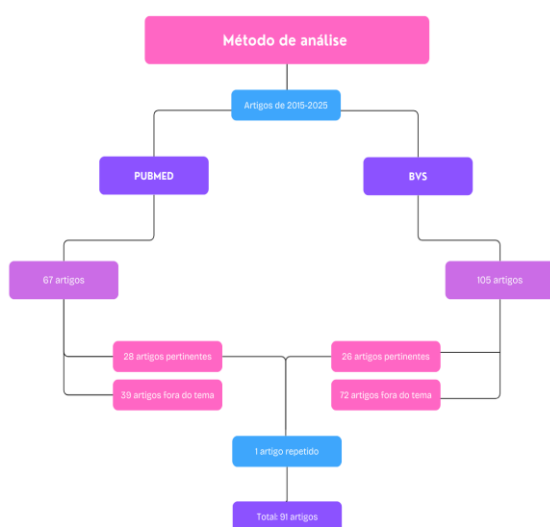 Método de análise
Artigos de 2015-2025
PUBMED
BVS
67 artigos
105 artigos
28 artigos pertinentes
26 artigos pertinentes
39 artigos fora do tema
72 artigos fora do tema
1 artigo repetido
Total: 91 artigos